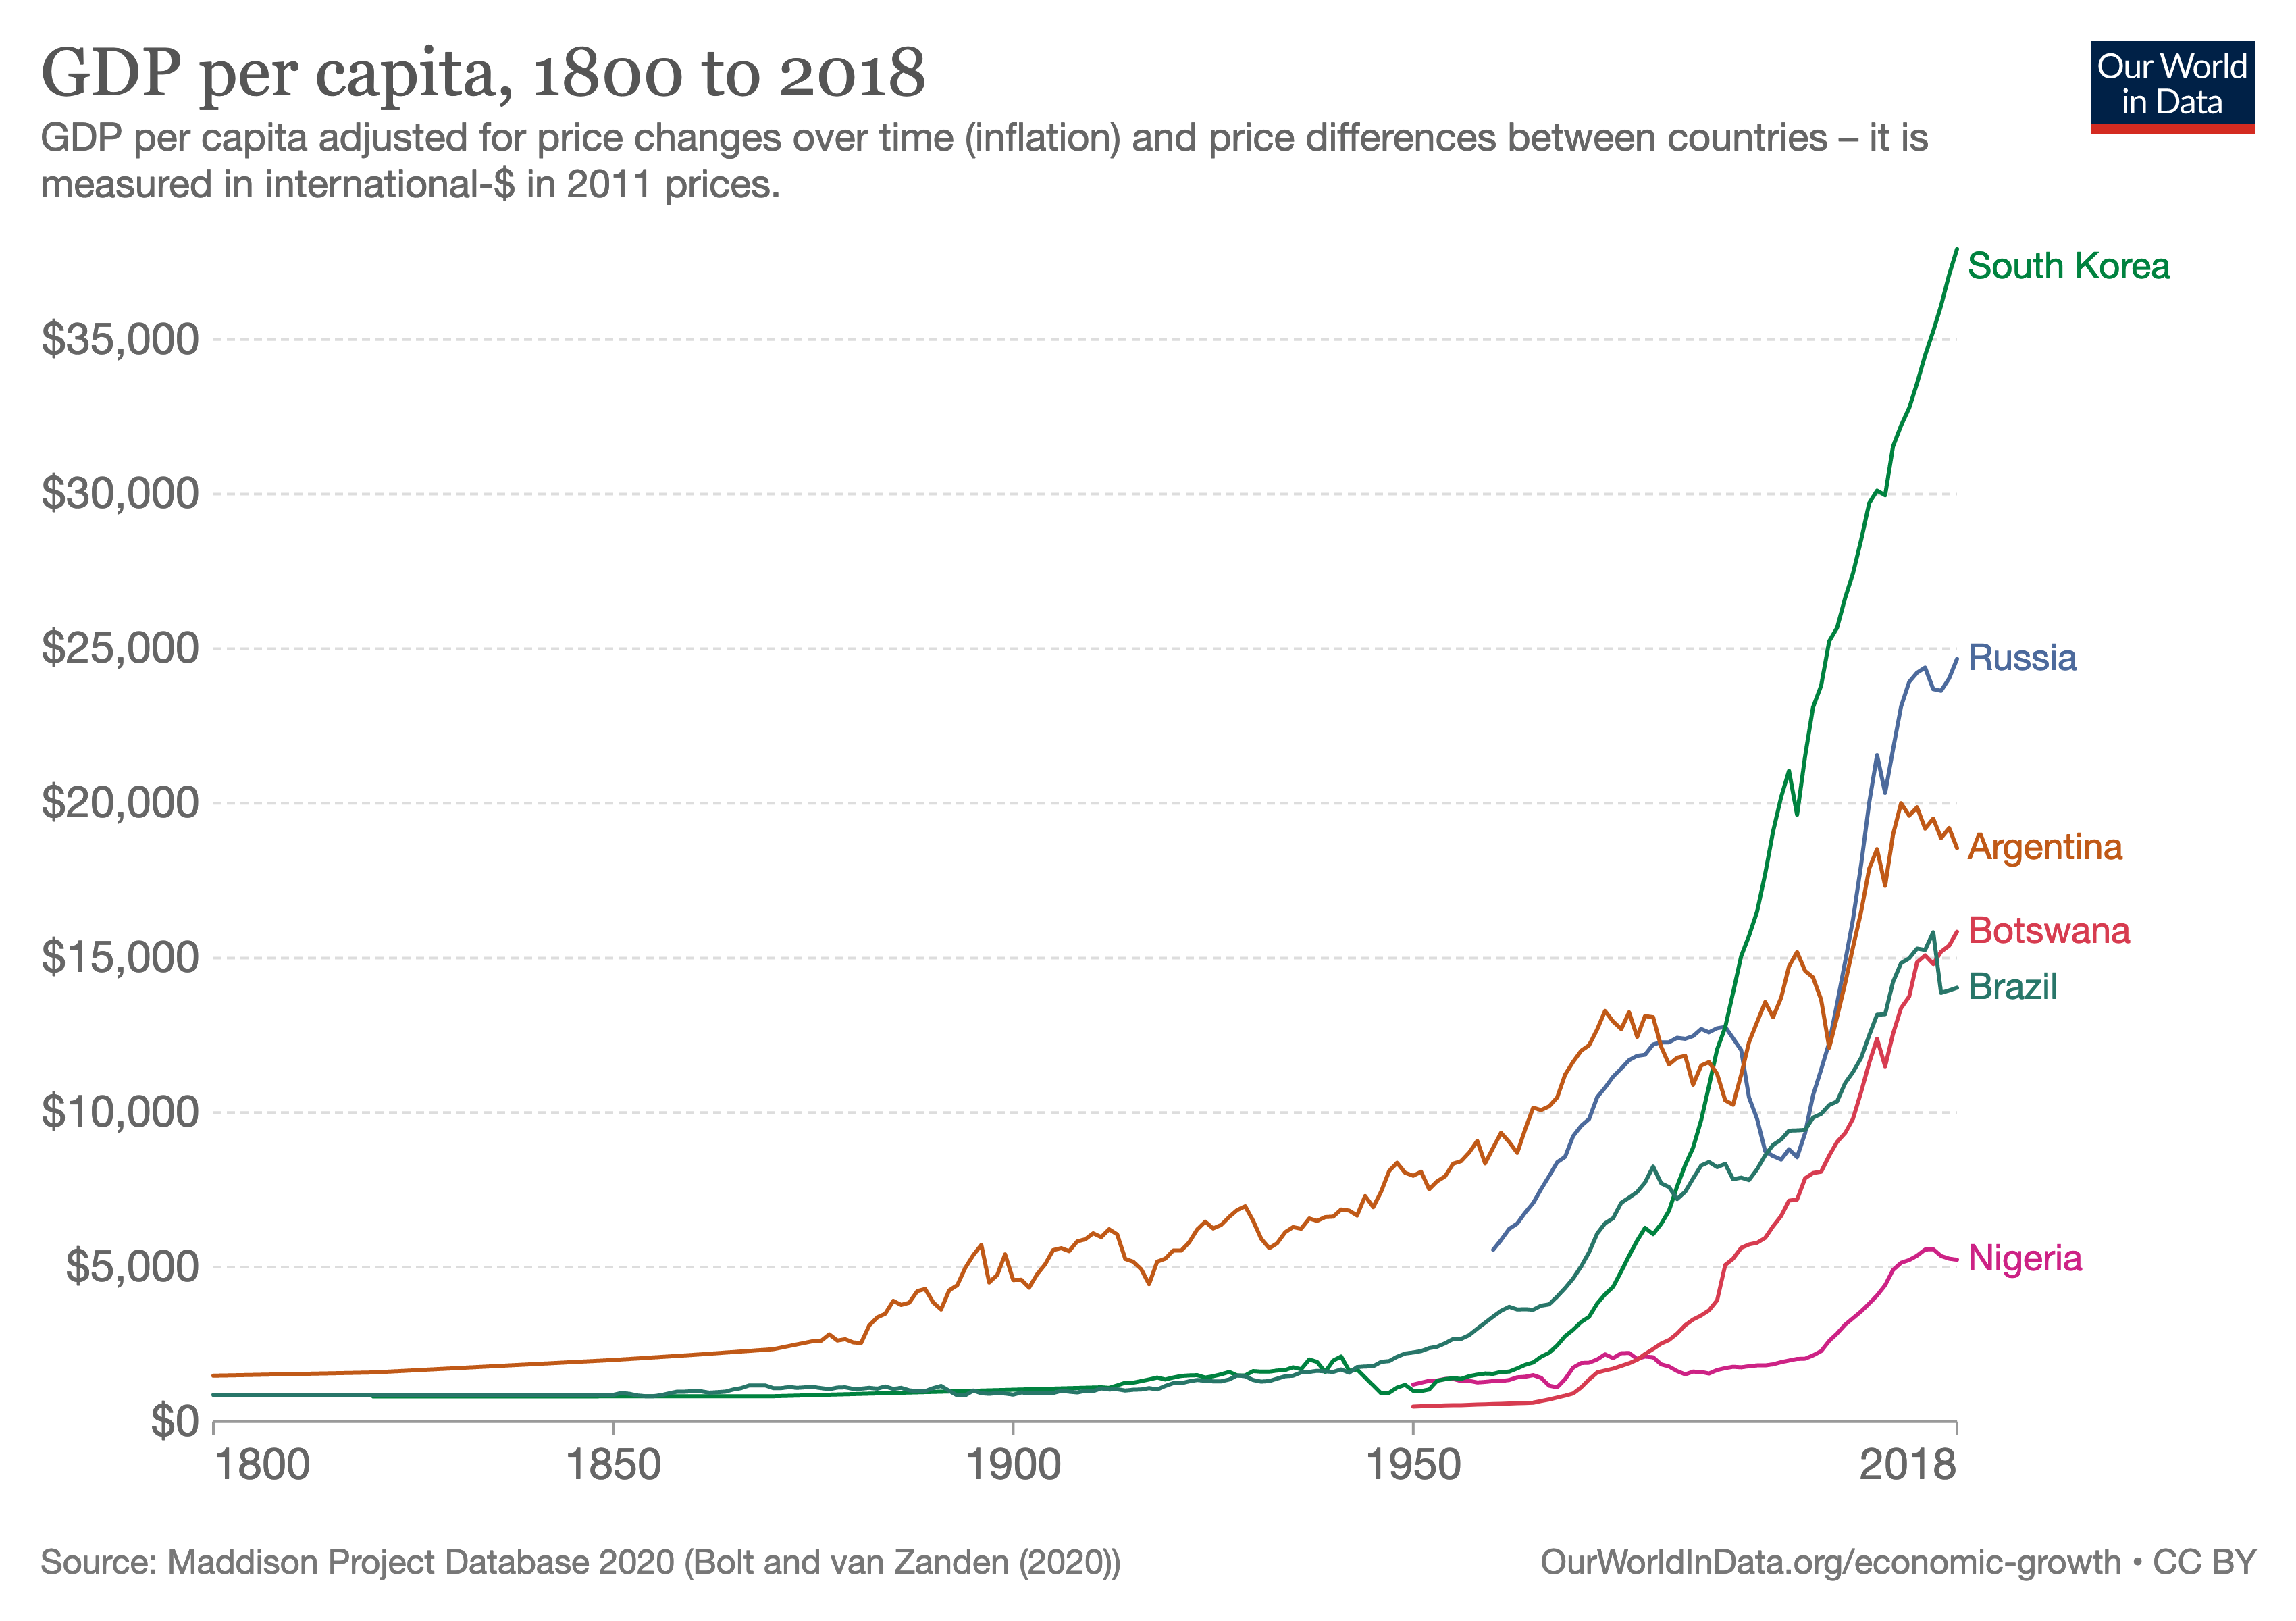 GDP per capita, 1800 to 2018
GDP per capita adjusted for price changes over time (inflation) and price differences between countries – it is
measured in international-$ in 2011 prices.
Our World
in Data
South Korea
$35,000
$30,000
$25,000
Russia
$20,000
Argentina
$15,000
Botswana
Brazil
$10,000
$5,000
Nigeria
$0
1800
1850
1900
1950
2018
Source: Maddison Project Database 2020 (Bolt and van Zanden (2020))
OurWorldInData.org/economic-growth • CC BY